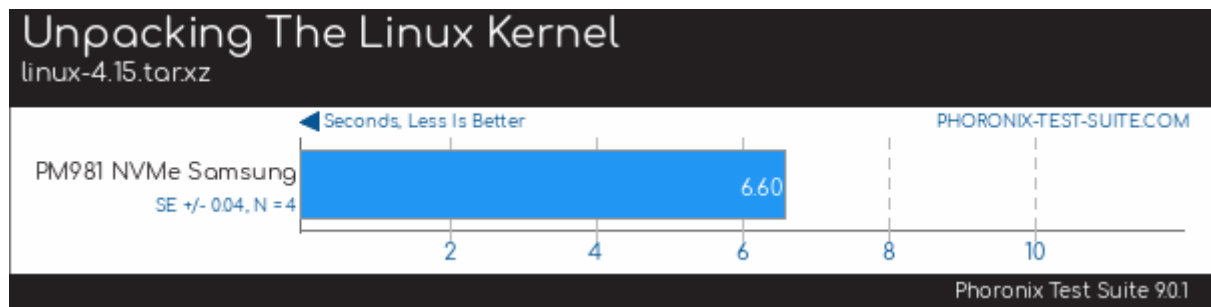 Unpacking The Linux Kernel
linux-4.15.tar.xz
Seconds, Less Is Better
PHORONIX-TEST-SUITE.COM
PM981 NVMe Samsung
6.60
SE +/- 0.04, N = 4
2 4 6 8 10
Phoronix Test Suite 9.0.1